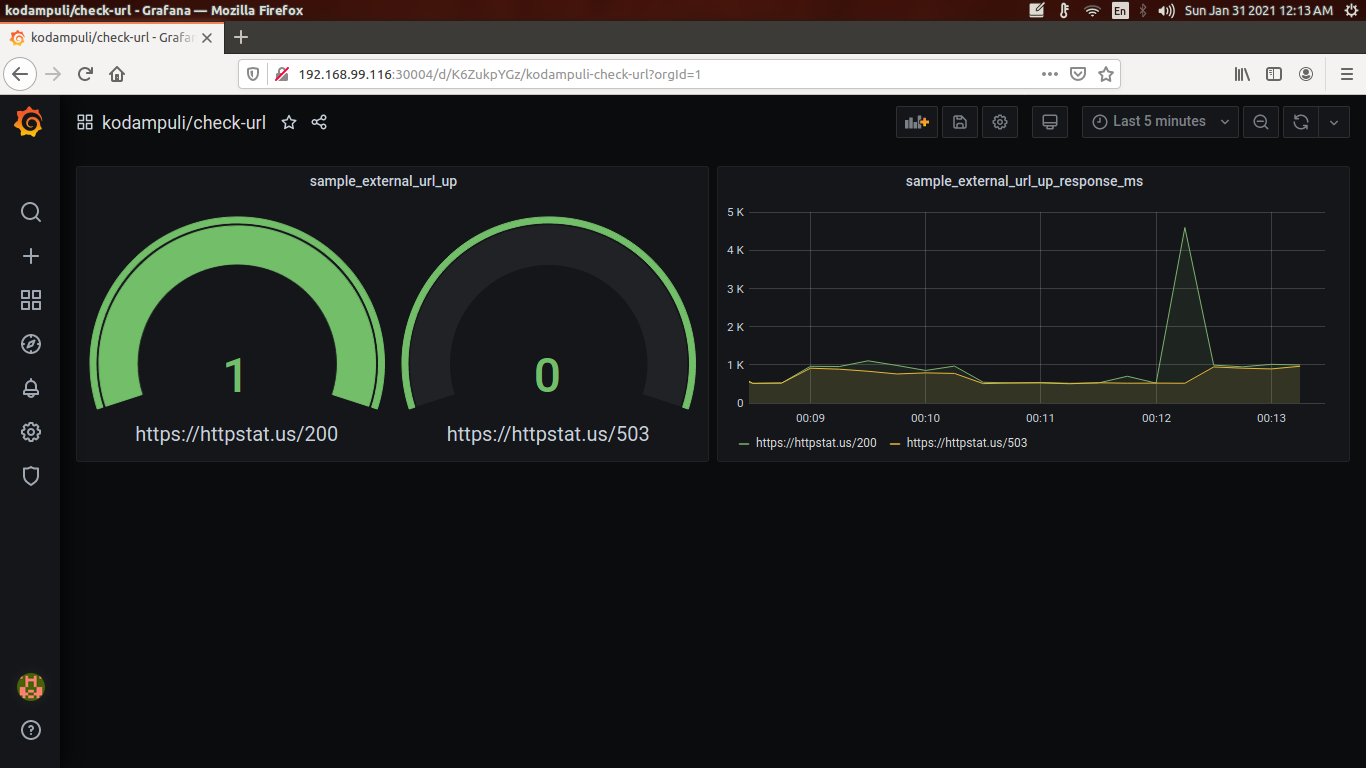 kodampuli/check-url - Grafana — Mozilla Firefox
En
Sun Jan 31 2021 12:13 AM
kodampuli/check-url - Grafa
192.168.99.116:30004/d/K6ZukpYGz/kodampuli-check-url?orgId=1
kodampuli/check-url
Last 5 minutes
sample_external_url_up
1
https://httpstat.us/200
0
https://httpstat.us/503
sample_external_url_up_response_ms
5 K
4 K
3 K
2 K
1 K
0
00:09 00:10 00:11 00:12 00:13
https://httpstat.us/200 https://httpstat.us/503